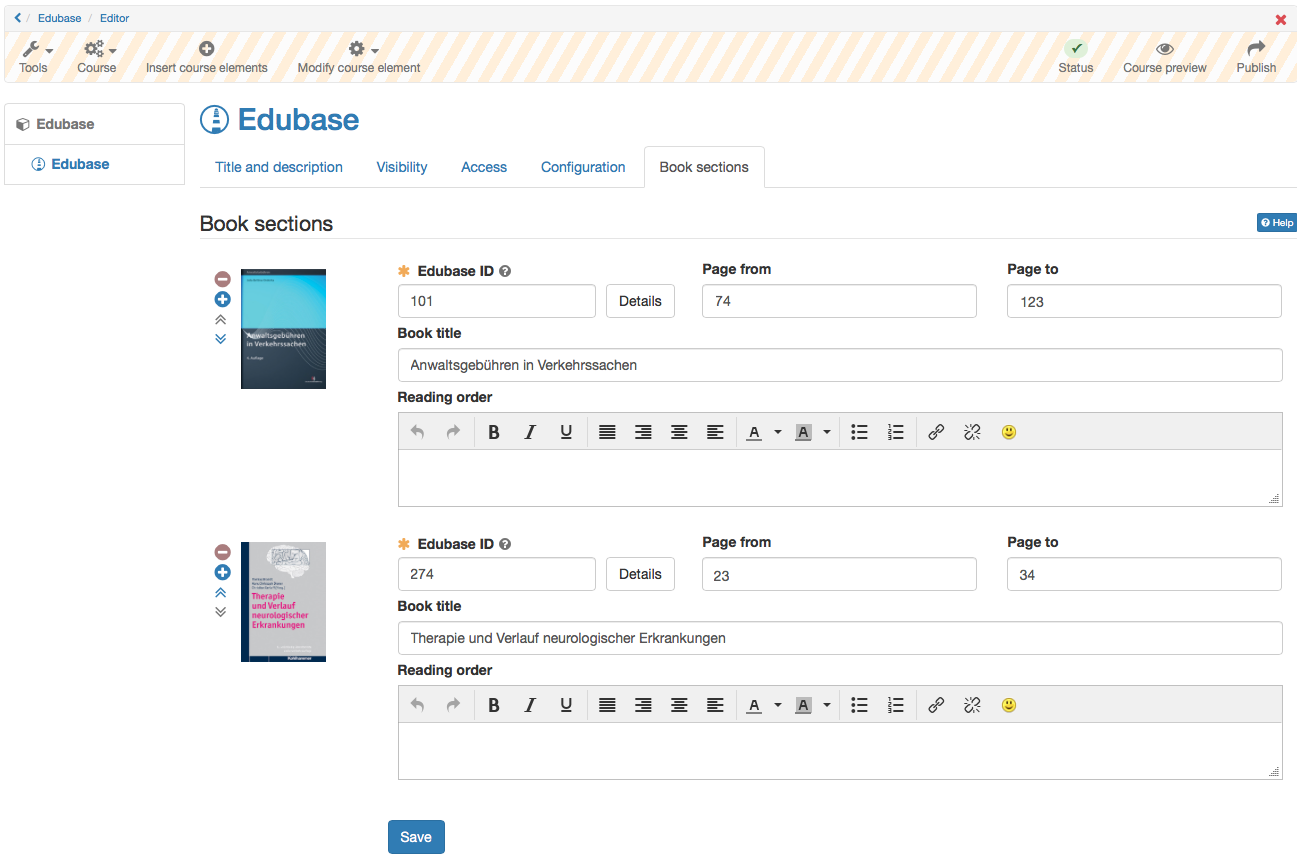 Edubase / Editor
Tools Course Insert course elements Modify course element Status Course preview Publish
Edubase
Edubase
Edubase
Title and description Visibility Access Configuration Book sections
Book sections
Help
Edubase ID Page from Page to
101 Details 74 123
Anwaltsgebühren
in Verkehrssachen
Book title
Anwaltsgebühren in Verkehrssachen
Reading order
B I U A A
Edubase ID Page from Page to
274 Details 23 34
Therapie
und Verlauf
neurologischer
Erkrankungen
Kohlhammer
Book title
Therapie und Verlauf neurologischer Erkrankungen
Reading order
B I U A A
Save